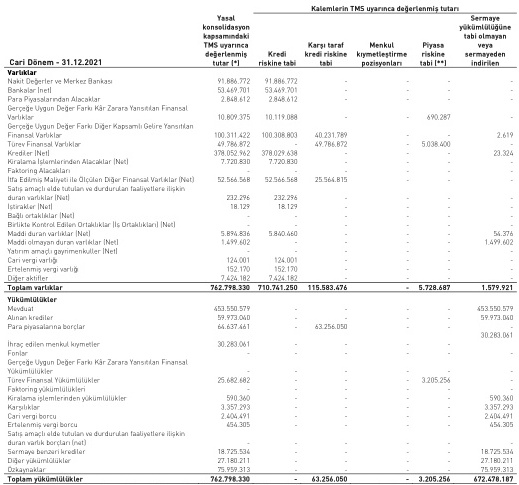 Kalemlerin TMS uyarınca değerlenmiş tutarı
Cari Dönem - 31.12.2021 | Yasal konsolidasyon kapsamındaki TMS uyarınca değerlenmiş tutar (*) | Kredi riskine tabi | Karşı taraf kredi riskine tabi | Menkul kıymetleştirme pozisyonları | Piyasa riskine tabi (**) | Sermaye yükümlülüğüne tabi olmayan veya sermayeden indirilen
Varlıklar
Nakit Değerler ve Merkez Bankası 91.886.772 91.886.772 - - - -
Bankalar (net) 53.469.701 53.469.701 - - - -
Para Piyasalarından Alacaklar 2.848.612 2.848.612 - - - -
Gerçeğe Uygun Değer Farkı Kâr Zarara Yansıtılan Finansal
Varlıklar 10.809.375 10.119.088 - - 690.287 -
Gerçeğe Uygun Değer Farkı Diğer Kapsamlı Gelire Yansıtılan
Finansal Varlıklar 100.311.422 100.308.803 40.231.789 - - 2.619
Türev Finansal Varlıklar 49.786.872 - 49.786.872 - 5.038.400 -
Krediler (Net) 378.052.962 378.029.638 - - - 23.324
Kiralama İşlemlerinden Alacaklar (Net) 7.720.830 7.720.830 - - - -
Faktoring Alacakları - - - - - -
İtfa Edilmiş Maliyeti ile Ölçülen Diğer Finansal Varlıklar (Net) 52.566.568 52.566.568 25.564.815 - - -
Satış amaçlı elde tutulan ve durdurulan faaliyetlere ilişkin
duran varlıklar (Net) 232.296 232.296 - - - -
İştirakler (Net) 18.129 18.129 - - - -
Bağlı ortaklıklar (Net) - - - - - -
Birlikte Kontrol Edilen Ortaklıklar (İş Ortaklıkları) (Net) - - - - - -
Maddi duran varlıklar (Net) 5.894.836 5.840.460 - - - 54.376
Maddi olmayan duran varlıklar (Net) 1.499.602 - - - - 1.499.602
Yatırım amaçlı gayrimenkuller (Net) - - - - - -
Cari vergi varlığı 124.001 124.001 - - - -
Ertelenmiş vergi varlığı 152.170 152.170 - - - -
Diğer aktifler 7.424.182 7.424.182 - - - -
Toplam varlıklar 762.798.330 710.741.250 115.583.476 - 5.728.687 1.579.921
Yükümlülükler
Mevduat 453.550.579 - - - - 453.550.579
Alınan krediler 59.973.040 - - - - 59.973.040
Para piyasalarına borçlar 64.637.461 - 63.256.050 - - -
30.283.061
İhraç edilen menkul kıymetler 30.283.061 - - - -
Fonlar - - - - - -
Gerçeğe Uygun Değer Farkı Kâr Zarara Yansıtılan Finansal
Yükümlülükler - - - - - -
Türev Finansal Yükümlülükler 25.682.682 - - - 3.205.256 -
Faktoring yükümlülükleri - - - - - -
Kiralama işlemlerinden yükümlülükler 590.360 - - - - 590.360
Karşılıklar 3.357.293 - - - - 3.357.293
Cari vergi borcu 2.404.491 - - - - 2.404.491
Ertelenmiş vergi borcu 454.305 - - - - 454.305
Satış amaçlı elde tutulan ve durdurulan faaliyetlere ilişkin
duran varlık borçları (net) - - - - - -
Sermaye benzeri krediler 18.725.534 - - - - 18.725.534
Diğer yükümlülükler 27.180.211 - - - - 27.180.211
Özkaynaklar 75.959.313 - - - - 75.959.313
Toplam yükümlülükler 762.798.330 - 63.256.050 - 3.205.256 672.478.187